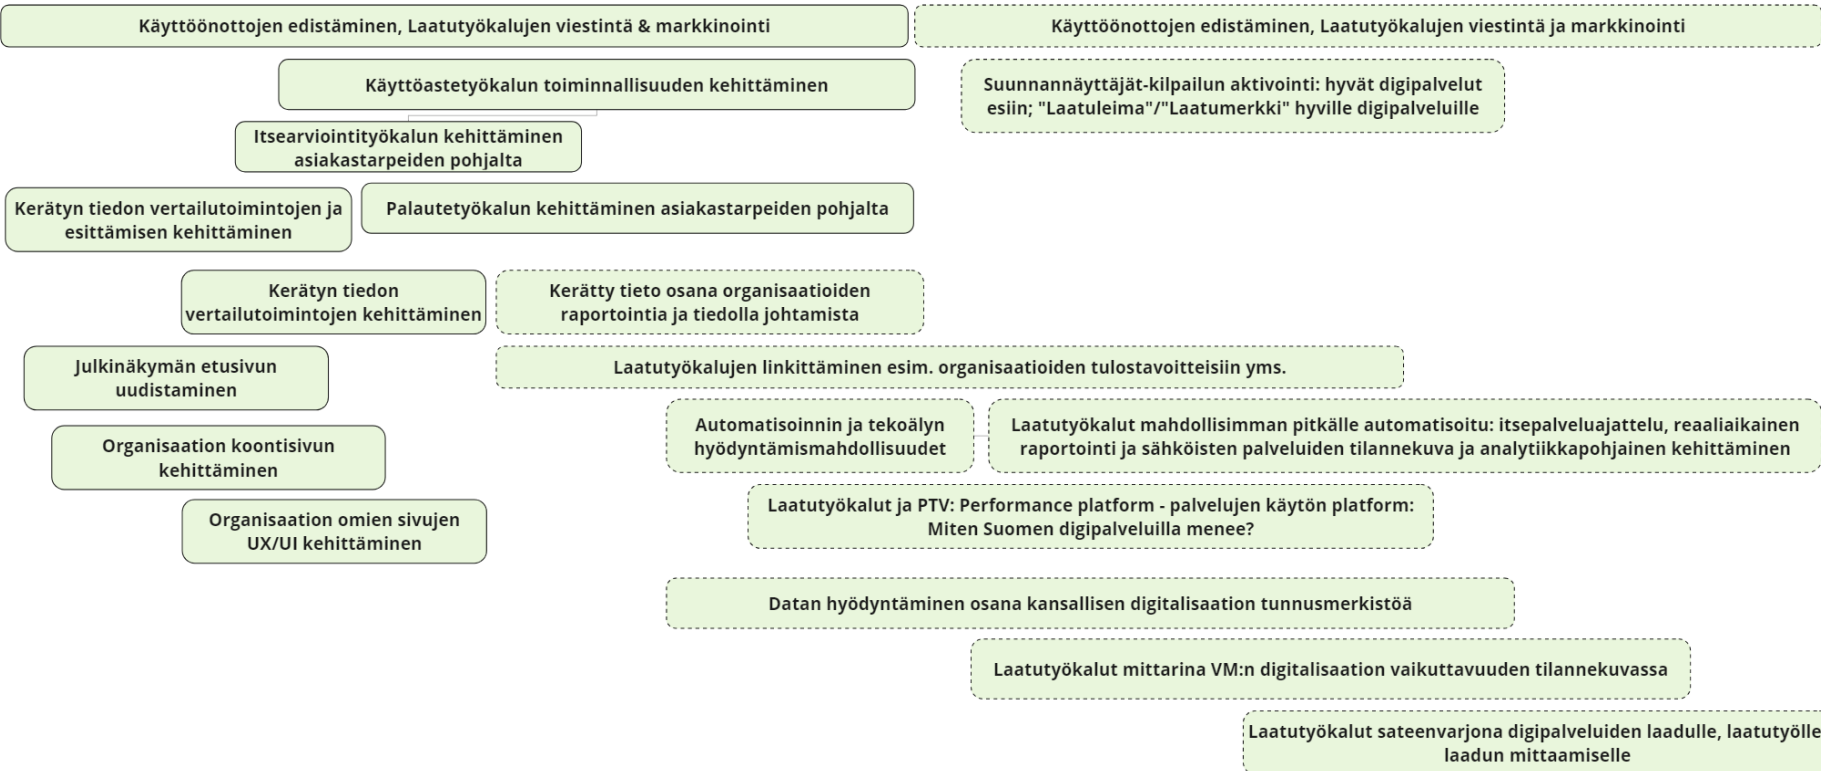 Käyttöönottojen edistäminen, Laatutyökalujen viestintä & markkinointi
Käyttöönottojen edistäminen, Laatutyökalujen viestintä ja markkinointi
Käyttöastetyökalun toiminnallisuuden kehittäminen
Suunnannäyttäjät-kilpailun aktivointi: hyvät digipalvelut
esiin; "Laatuleima"/"Laatumerkki" hyville digipalveluille
Itsearviointityökalun kehittäminen
asiakastarpeiden pohjalta
Kerätyn tiedon vertailutoimintojen ja
esittämisen kehittäminen
Palautetyökalun kehittäminen asiakastarpeiden pohjalta
Kerätyn tiedon
vertailutoimintojen kehittäminen
Kerätty tieto osana organisaatioiden
raportointia ja tiedolla johtamista
Julkinäkymän etusivun
uudistaminen
Laatutyökalujen linkittäminen esim. organisaatioiden tulostavoitteisiin yms.
Automatisoinnin ja tekoälyn
hyödyntämismahdollisuudet
Laatutyökalut mahdollisimman pitkälle automatisoitu: itsepalveluajattelu, reaaliaikainen
raportointi ja sähköisten palveluiden tilannekuva ja analytiikkapohjainen kehittäminen
Organisaation koontisivun
kehittäminen
Laatutyökalut ja PTV: Performance platform - palvelujen käytön platform:
Miten Suomen digipalveluilla menee?
Organisaation omien sivujen
UX/UI kehittäminen
Datan hyödyntäminen osana kansallisen digitalisaation tunnusmerkistöä
Laatutyökalut mittarina VM:n digitalisaation vaikuttavuuden tilannekuvassa
Laatutyökalut sateenvarjona digipalveluiden laadulle, laatutyölle
laadun mittaamiselle